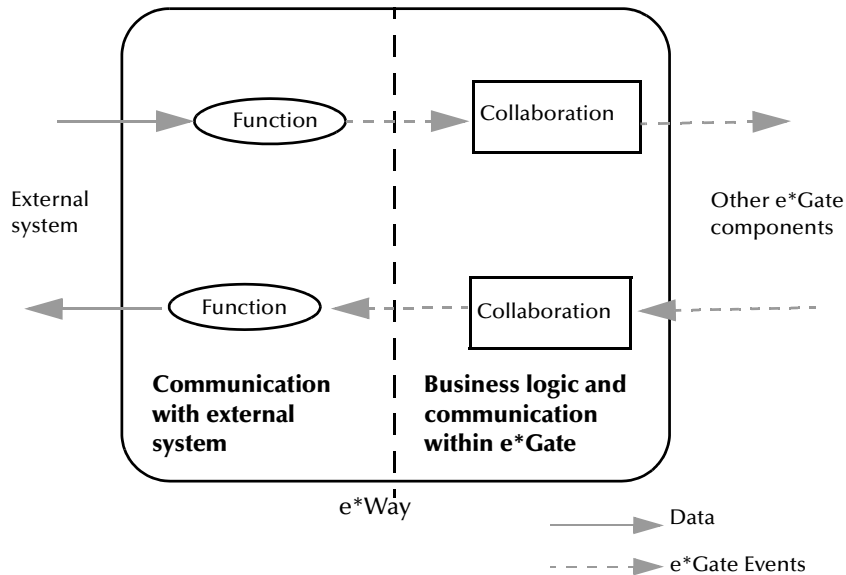 Function
Collaboration
External
system
Other e*Gate
components
Function
Collaboration
Communication
with external
system
Business logic and
communication
within e*Gate
e*Way
Data
e*Gate Events